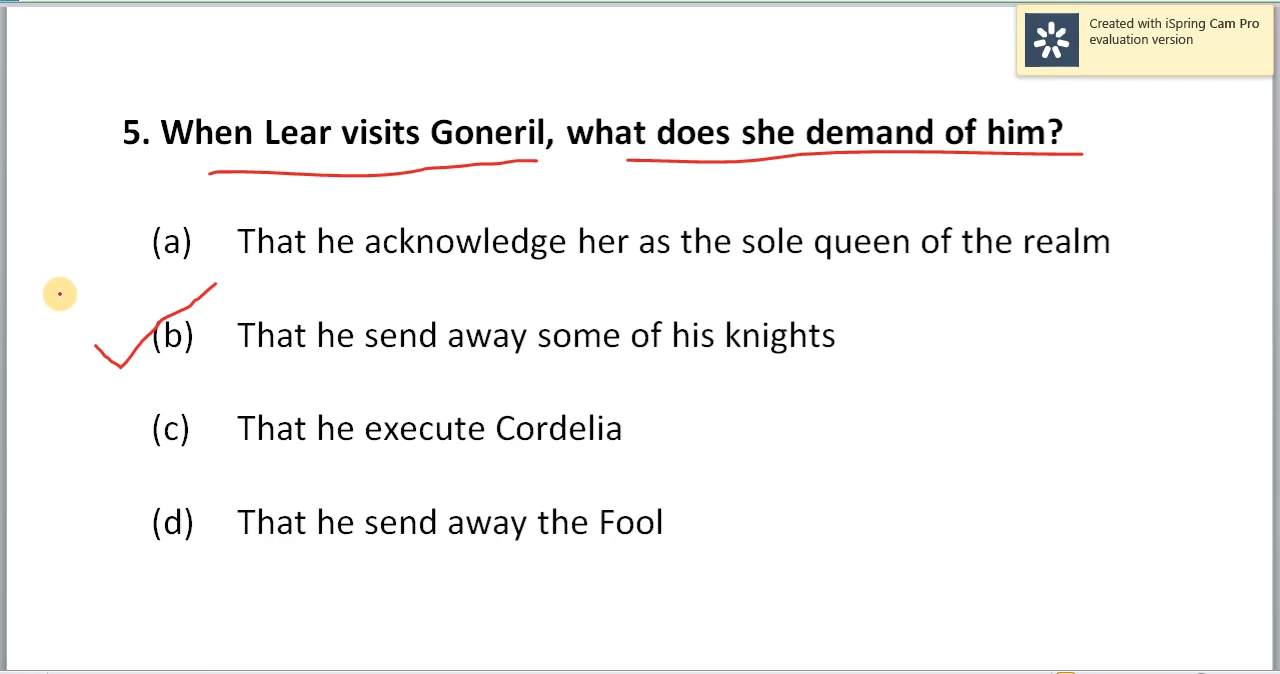 Created with iSpring Cam Pro
evaluation version
5. When Lear visits Goneril, what does she demand of him?
(a) That he acknowledge her as the sole queen of the realm
(b) That he send away some of his knights
(c) That he execute Cordelia
(d) That he send away the Fool